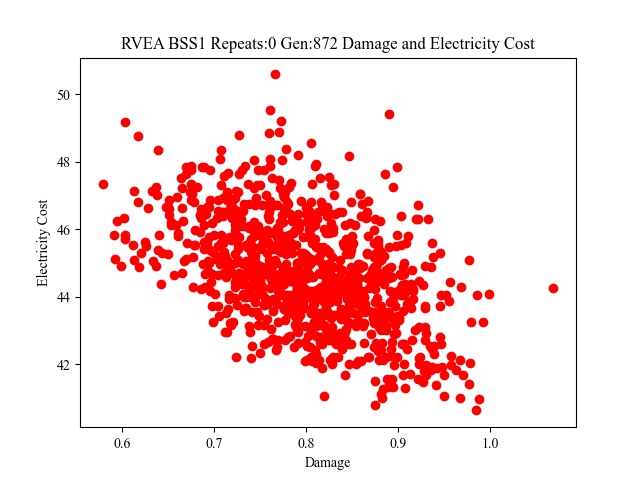 RVEA BSS1 Repeats:0 Gen:872 Damage and Electricity Cost
50
48
46
44
42
Electricity Cost
0.6 0.7 0.8 0.9 1.0
Damage